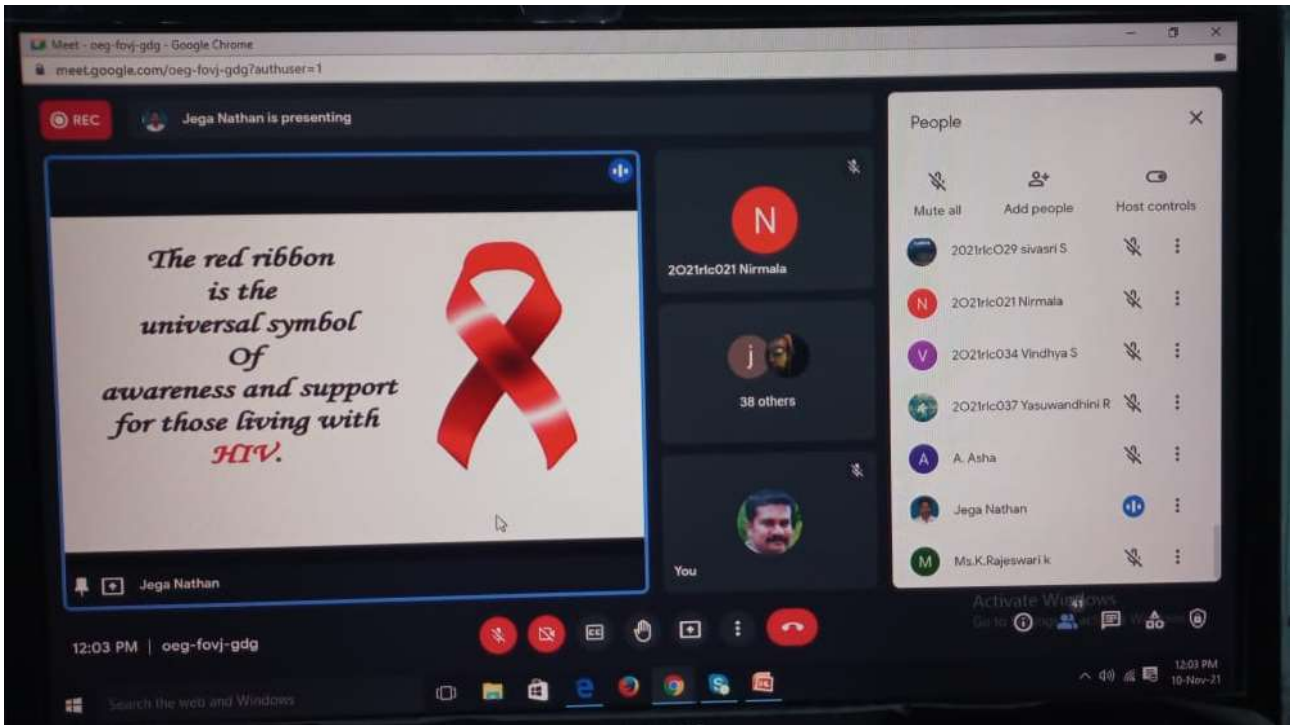 Meet - oeg-fovj-gdg - Google Chrome
meet.google.com/oeg-fovj-gdg?authuser=1
REC
Jega Nathan is presenting
The red ribbon
is the
universal symbol
Of
awareness and support
for those living with
HIV.
Jega Nathan
N
2O21rlc021 Nirmala
j
38 others
You
People
Mute all
Add people
Host controls
2021rlcO29 sivasri S
N
2O21rlc021 Nirmala
V
2O21rlc034 Vindhya S
2O21rlc037 Yasuwandhini R
A
A. Asha
Jega Nathan
M
Ms.K.Rajeswari k
Activate Windows
41
12:03 PM | oeg-fovj-gdg
CC
Search the web and Windows
12:03 PM
10-Nov-21